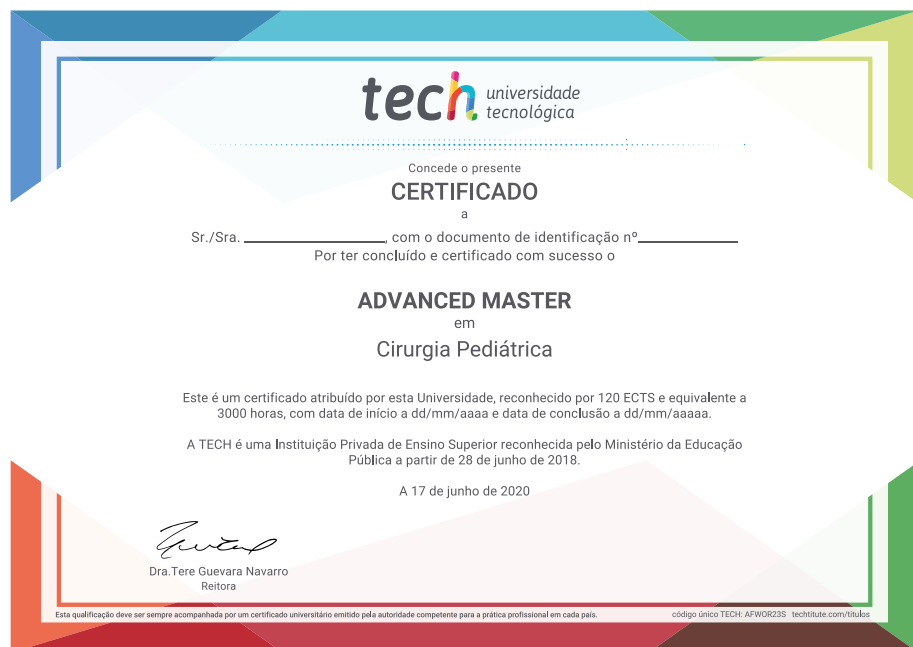 tech universidade
tecnológica
Concede o presente
CERTIFICADO
a
Sr./Sra. ________________, com o documento de identificação nº____________
Por ter concluído e certificado com sucesso o
ADVANCED MASTER
em
Cirurgia Pediátrica
Este é um certificado atribuído por esta Universidade, reconhecido por 120 ECTS e equivalente a
3000 horas, com data de início a dd/mm/aaaa e data de conclusão a dd/mm/aaaaa.
A TECH é uma Instituição Privada de Ensino Superior reconhecida pelo Ministério da Educação
Pública a partir de 28 de junho de 2018.
A 17 de junho de 2020
Dra.Tere Guevara Navarro
Reitora
Esta qualificação deve ser sempre acompanhada por um certificado universitário emitido pela autoridade competente para a prática profissional em cada país.
código único TECH: AFWOR23S techtitute.com/titulos